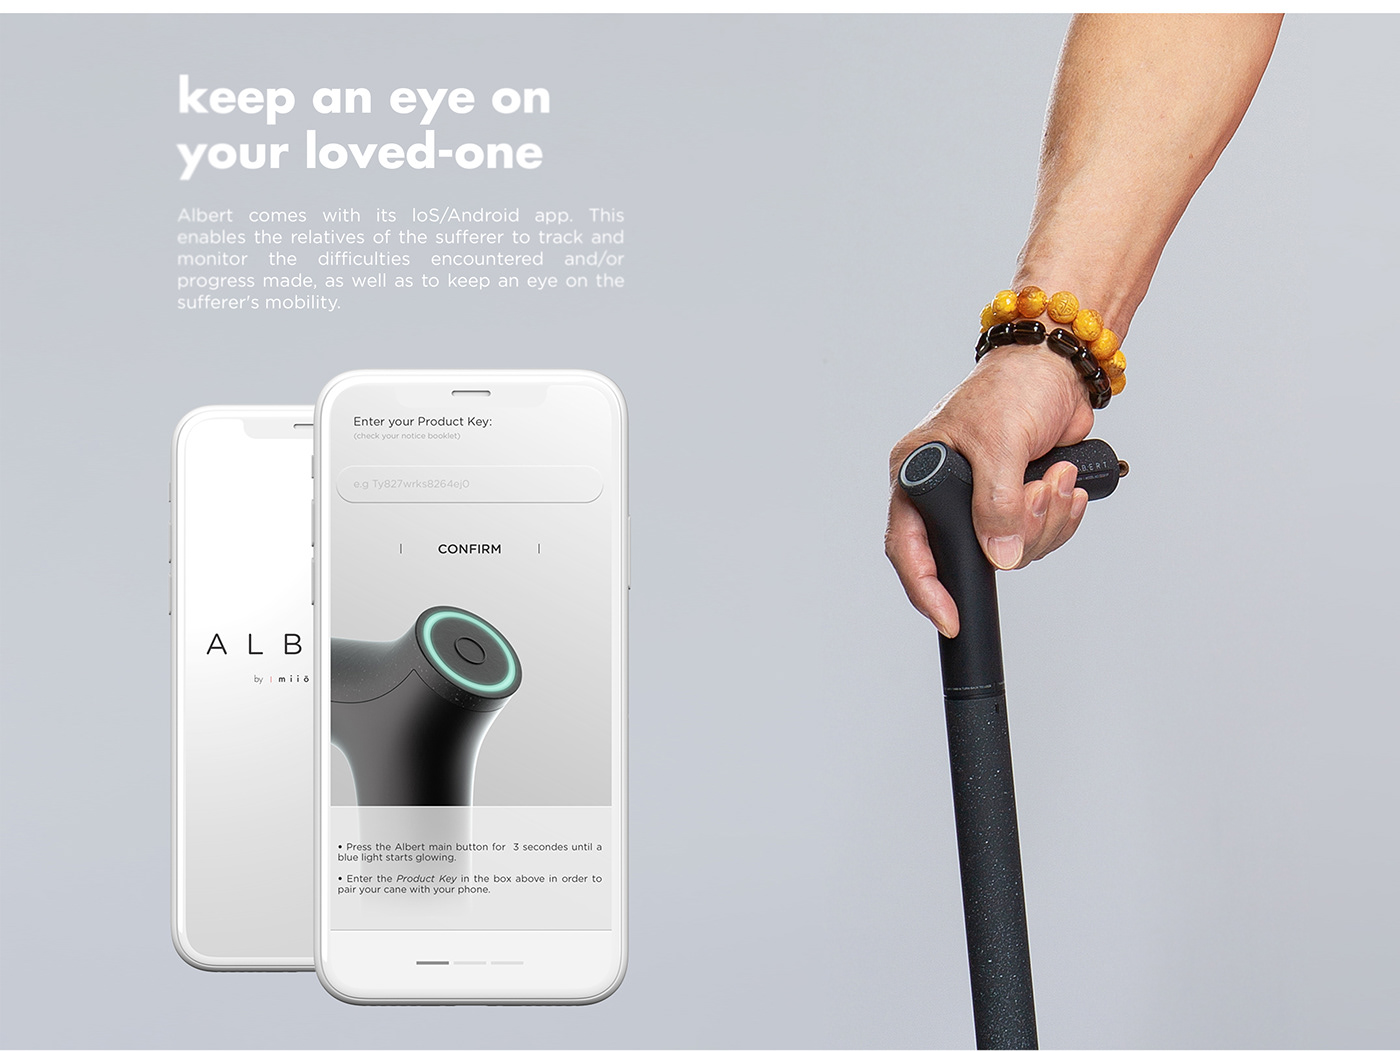 keep an eye on
your loved-one
Albert comes with its IoS/Android app. This
enables the relatives of the sufferer to track and
monitor the difficulties encountered and/or
progress made, as well as to keep an eye on the
sufferer's mobility.
Enter your Product Key:
(check your notice booklet)
e.g Ty827wrks8264ej0
CONFIRM
• Press the Albert main button for 3 secondes until a
blue light starts glowing.
• Enter the Product Key in the box above in order to
pair your cane with your phone.
ALB
by miiō
BERT